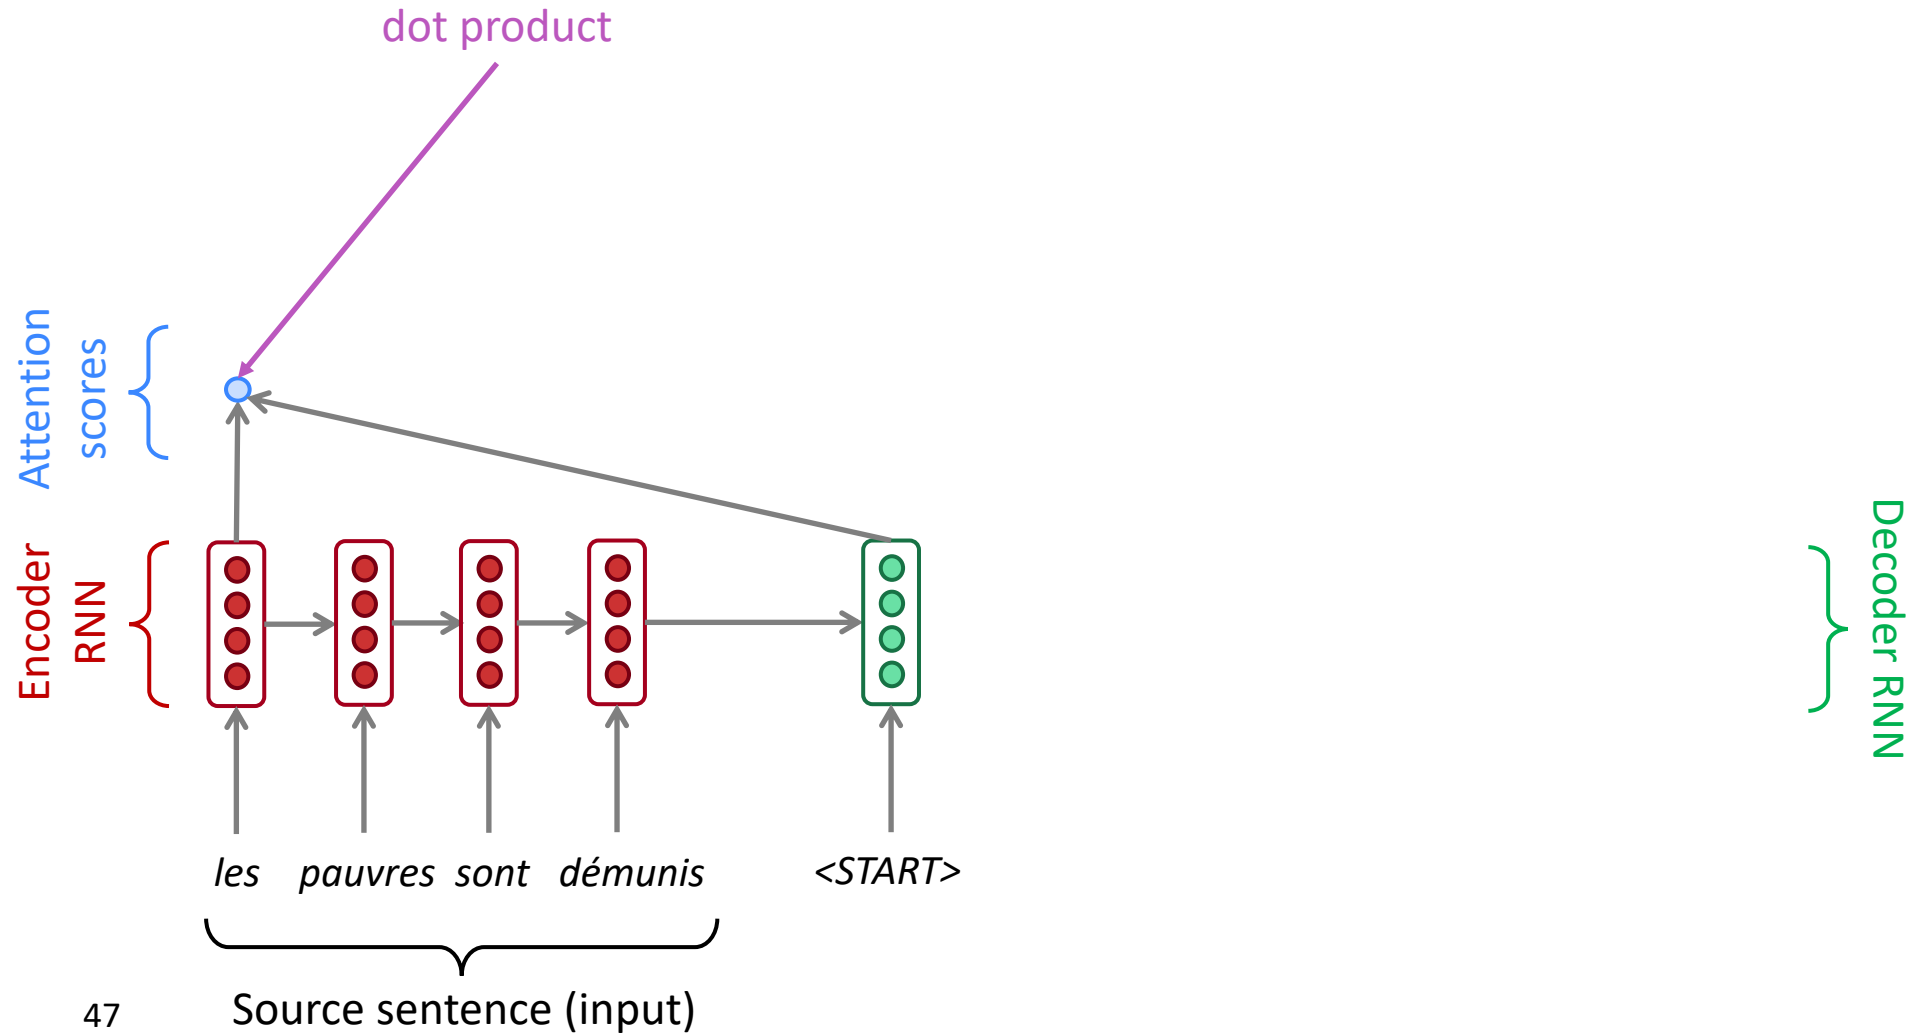 dot product
Attention
scores
Encoder
RNN
Decoder RNN
les pauvres sont démunis <START>
Source sentence (input)
47